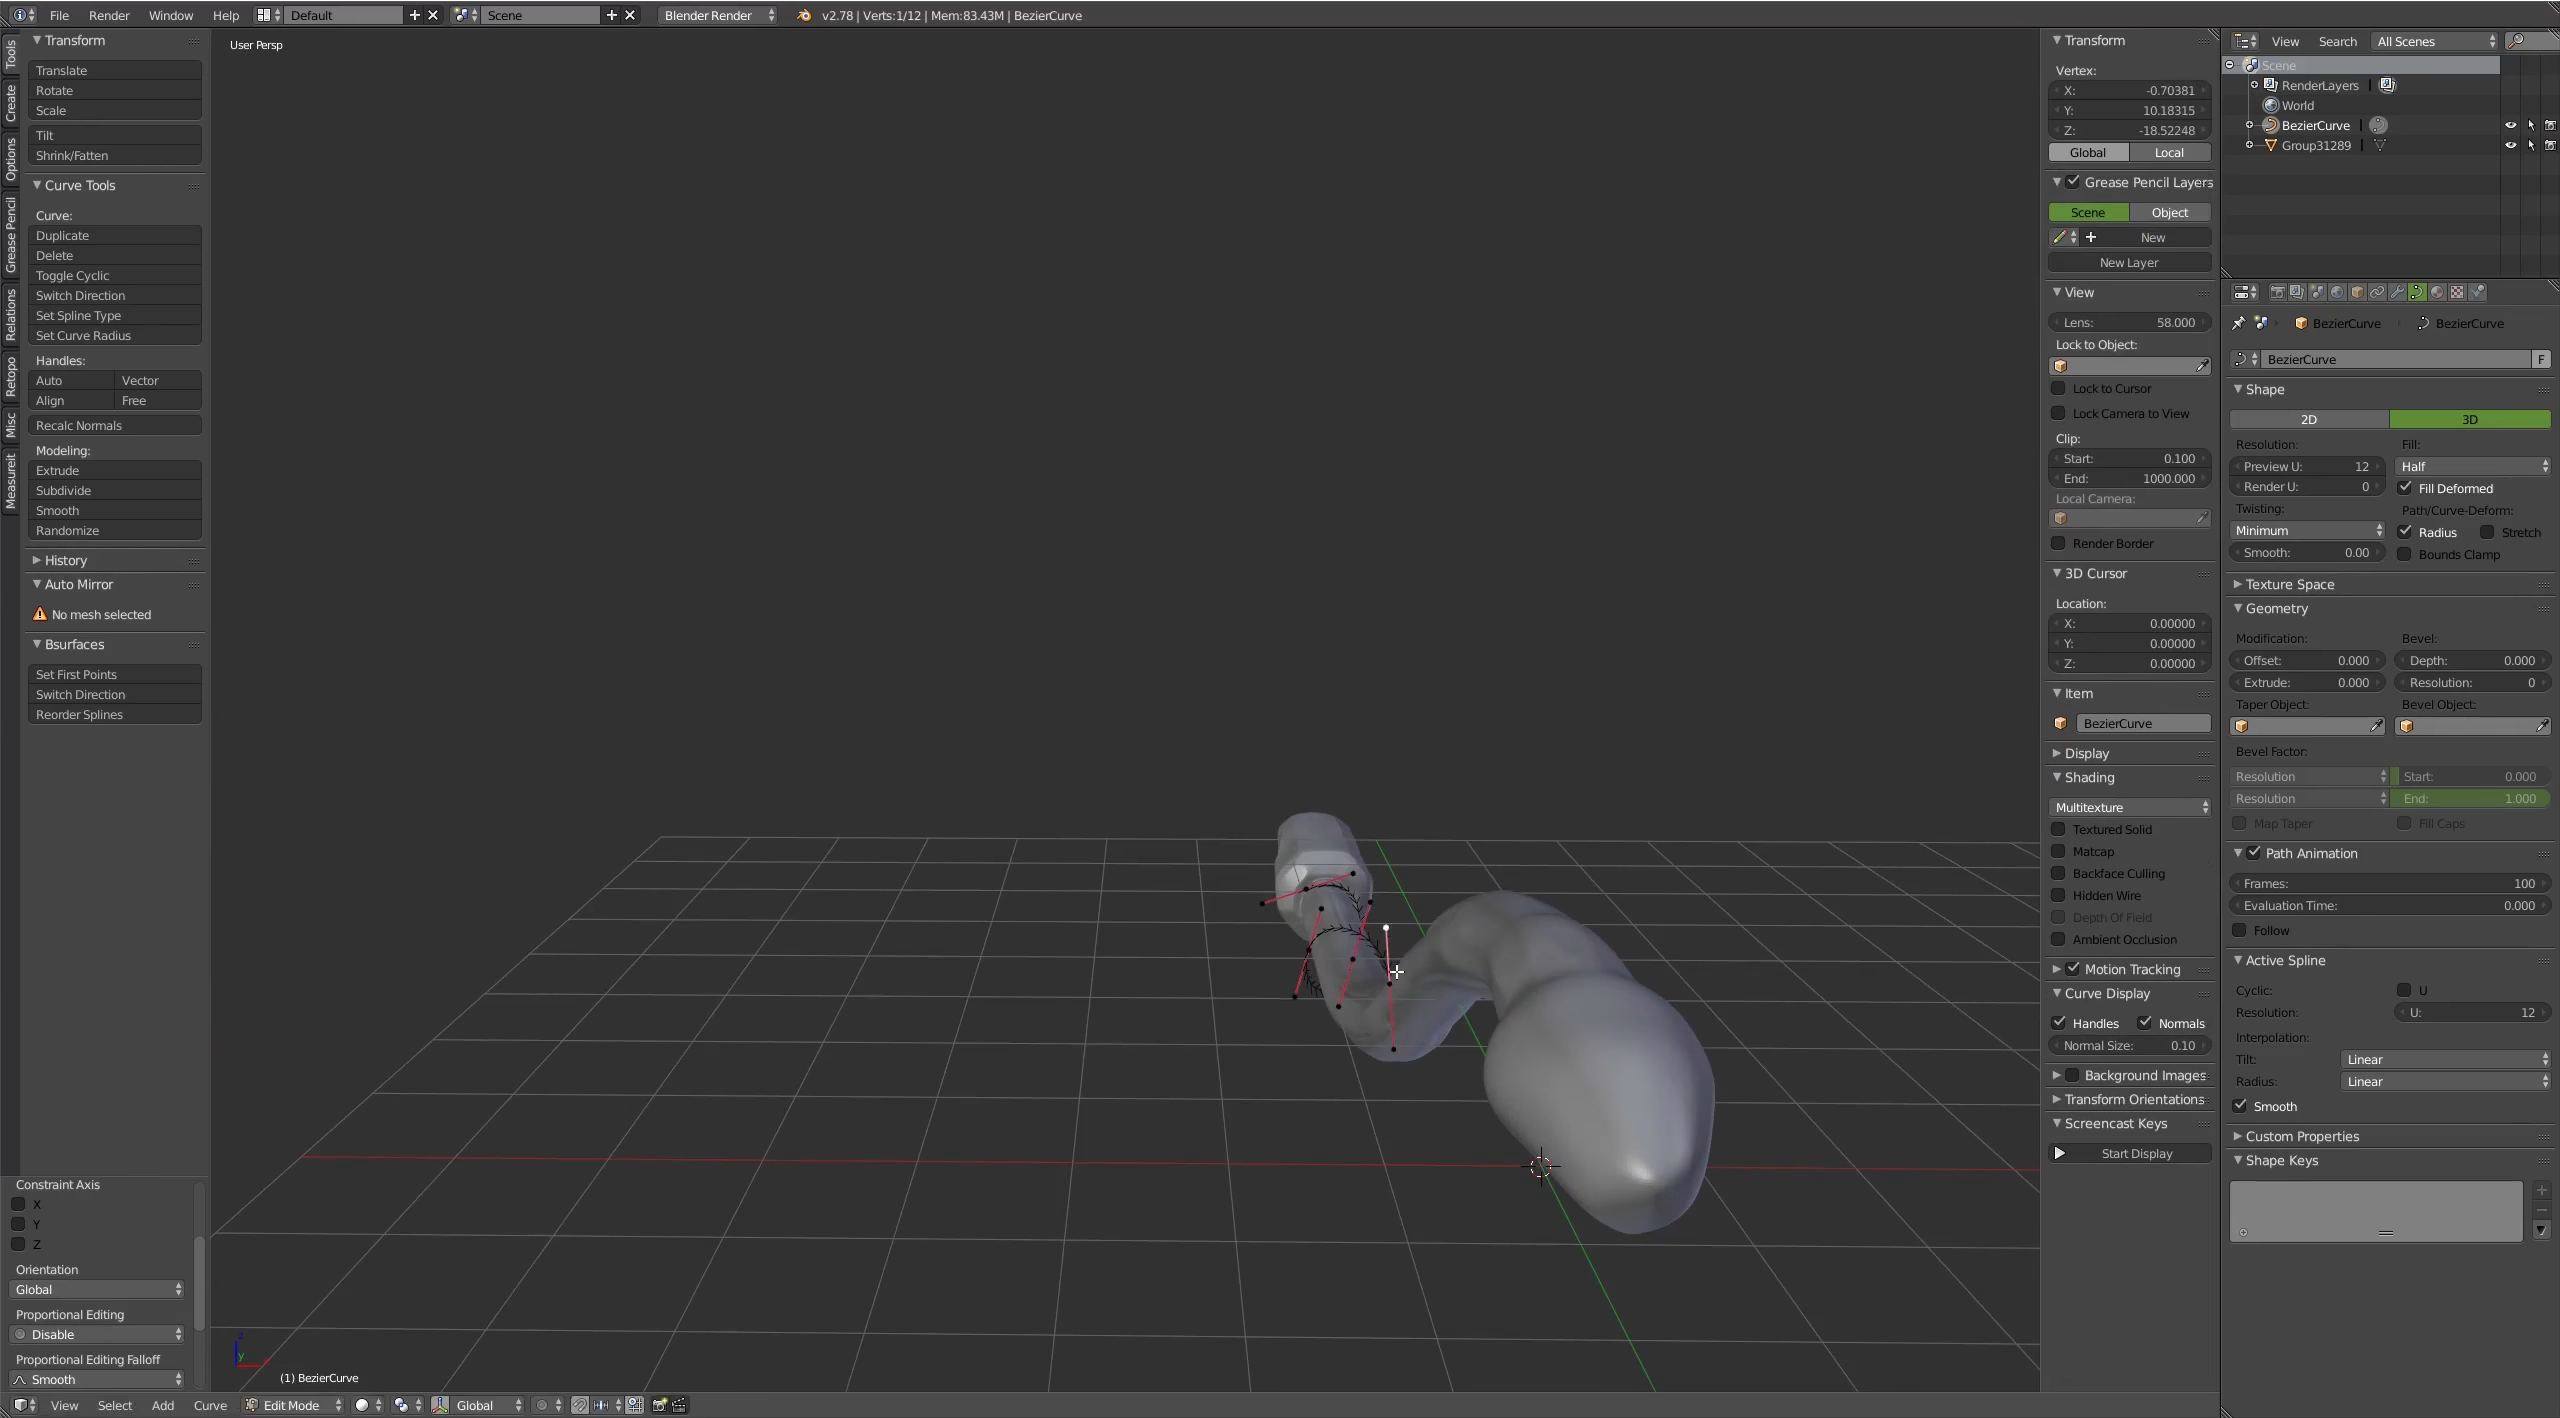 File Render Window Help Default Scene Blender Render v2.78 | Verts:1/12 | Mem:83.43M | BezierCurve
Tools
Create
Options
Grease Pencil
Relations
Retopo
Misc
Measureit
Transform
Translate
Rotate
Scale
Tilt
Shrink/Fatten
Curve Tools
Curve:
Duplicate
Delete
Toggle Cyclic
Switch Direction
Set Spline Type
Set Curve Radius
Handles:
Auto Vector
Align Free
Recalc Normals
Modeling:
Extrude
Subdivide
Smooth
Randomize
History
Auto Mirror
No mesh selected
Bsurfaces
Set First Points
Switch Direction
Reorder Splines
Constraint Axis
X
Y
Z
Orientation
Global
Proportional Editing
Disable
Proportional Editing Falloff
Smooth
User Persp
z
y
(1) BezierCurve
View Select Add Curve Edit Mode Global
Transform
Vertex:
X: -0.70381
Y: 10.18315
Z: -18.52248
Global Local
Grease Pencil Layers
Scene Object
New
New Layer
View
Lens: 58.000
Lock to Object:
Lock to Cursor
Lock Camera to View
Clip:
Start: 0.100
End: 1000.000
Local Camera:
Render Border
3D Cursor
Location:
X: 0.00000
Y: 0.00000
Z: 0.00000
Item
BezierCurve
Display
Shading
Multitexture
Textured Solid
Matcap
Backface Culling
Hidden Wire
Depth Of Field
Ambient Occlusion
Motion Tracking
Curve Display
Handles Normals
Normal Size: 0.10
Background Images
Transform Orientations
Screencast Keys
Start Display
View Search All Scenes
Scene
RenderLayers
World
BezierCurve
Group31289
BezierCurve BezierCurve
BezierCurve F
Shape
2D 3D
Resolution: Fill:
Preview U: 12 Half
Render U: 0 Fill Deformed
Twisting: Path/Curve-Deform:
Minimum Radius Stretch
Smooth: 0.00 Bounds Clamp
Texture Space
Geometry
Modification: Bevel:
Offset: 0.000 Depth: 0.000
Extrude: 0.000 Resolution: 0
Taper Object: Bevel Object:
Bevel Factor:
Resolution Start: 0.000
Resolution End: 1.000
Map Taper Fill Caps
Path Animation
Frames: 100
Evaluation Time: 0.000
Follow
Active Spline
Cyclic: U
Resolution: U: 12
Interpolation:
Tilt: Linear
Radius: Linear
Smooth
Custom Properties
Shape Keys